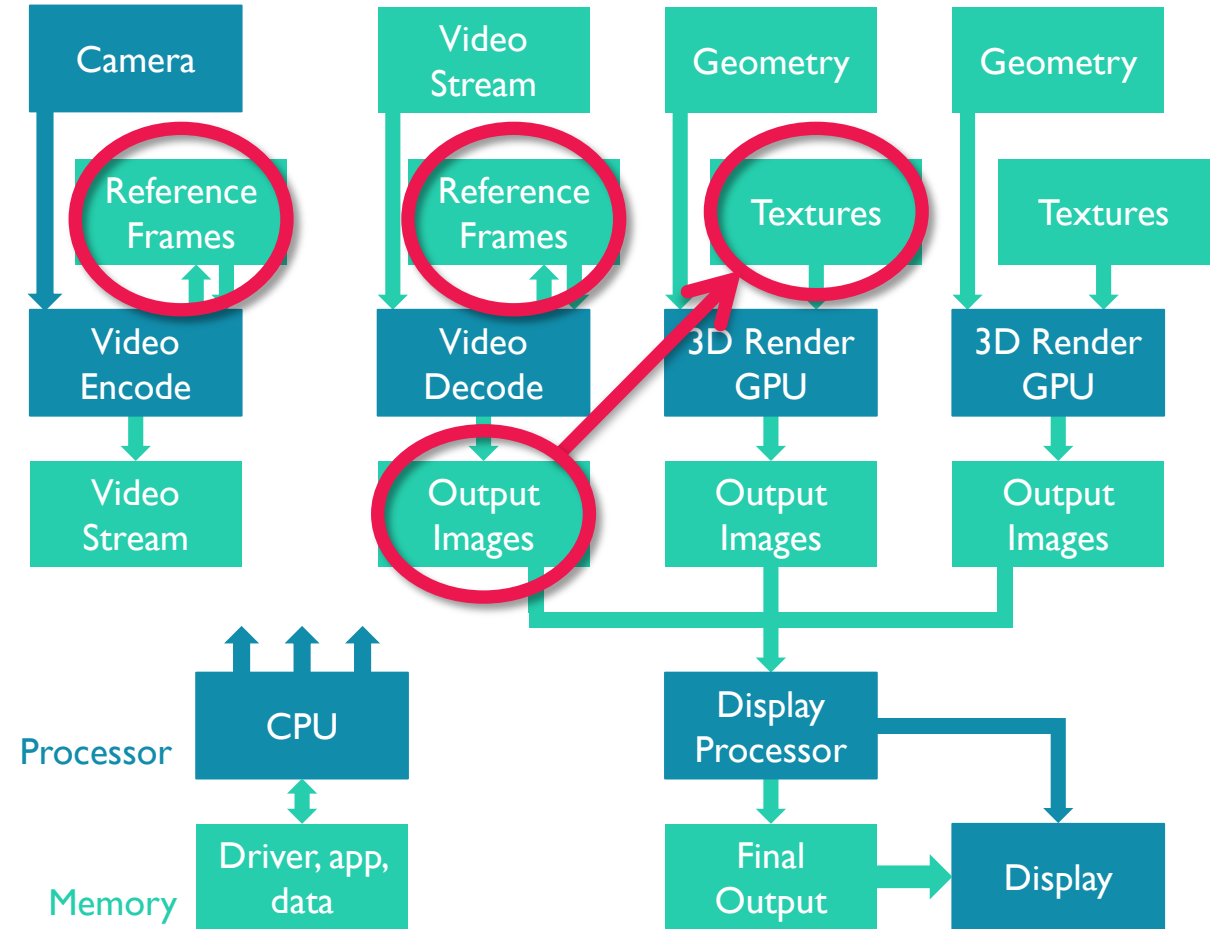 Camera
Video
Stream
Geometry
Geometry
Reference
Frames
Reference
Frames
Textures
Textures
Video
Encode
Video
Decode
3D Render
GPU
3D Render
GPU
Video
Stream
Output
Images
Output
Images
Output
Images
Processor
CPU
Display
Processor
Memory
Driver, app,
data
Final
Output
Display